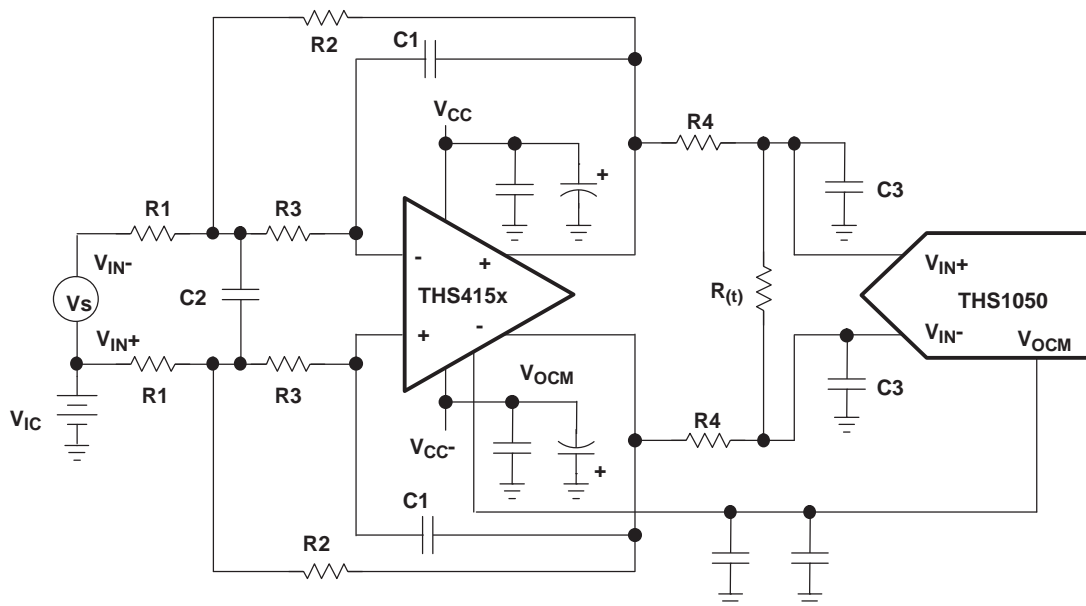 R2
C1
VCC
R4
+
C3
R1
R3
VIN-
-
+
VIN+
Vs
C2
THS415x
R(t)
THS1050
VIN+
+
-
VIN-
VOCM
R1
R3
VOCM
C3
VIC
R4
VCC-
+
C1
R2